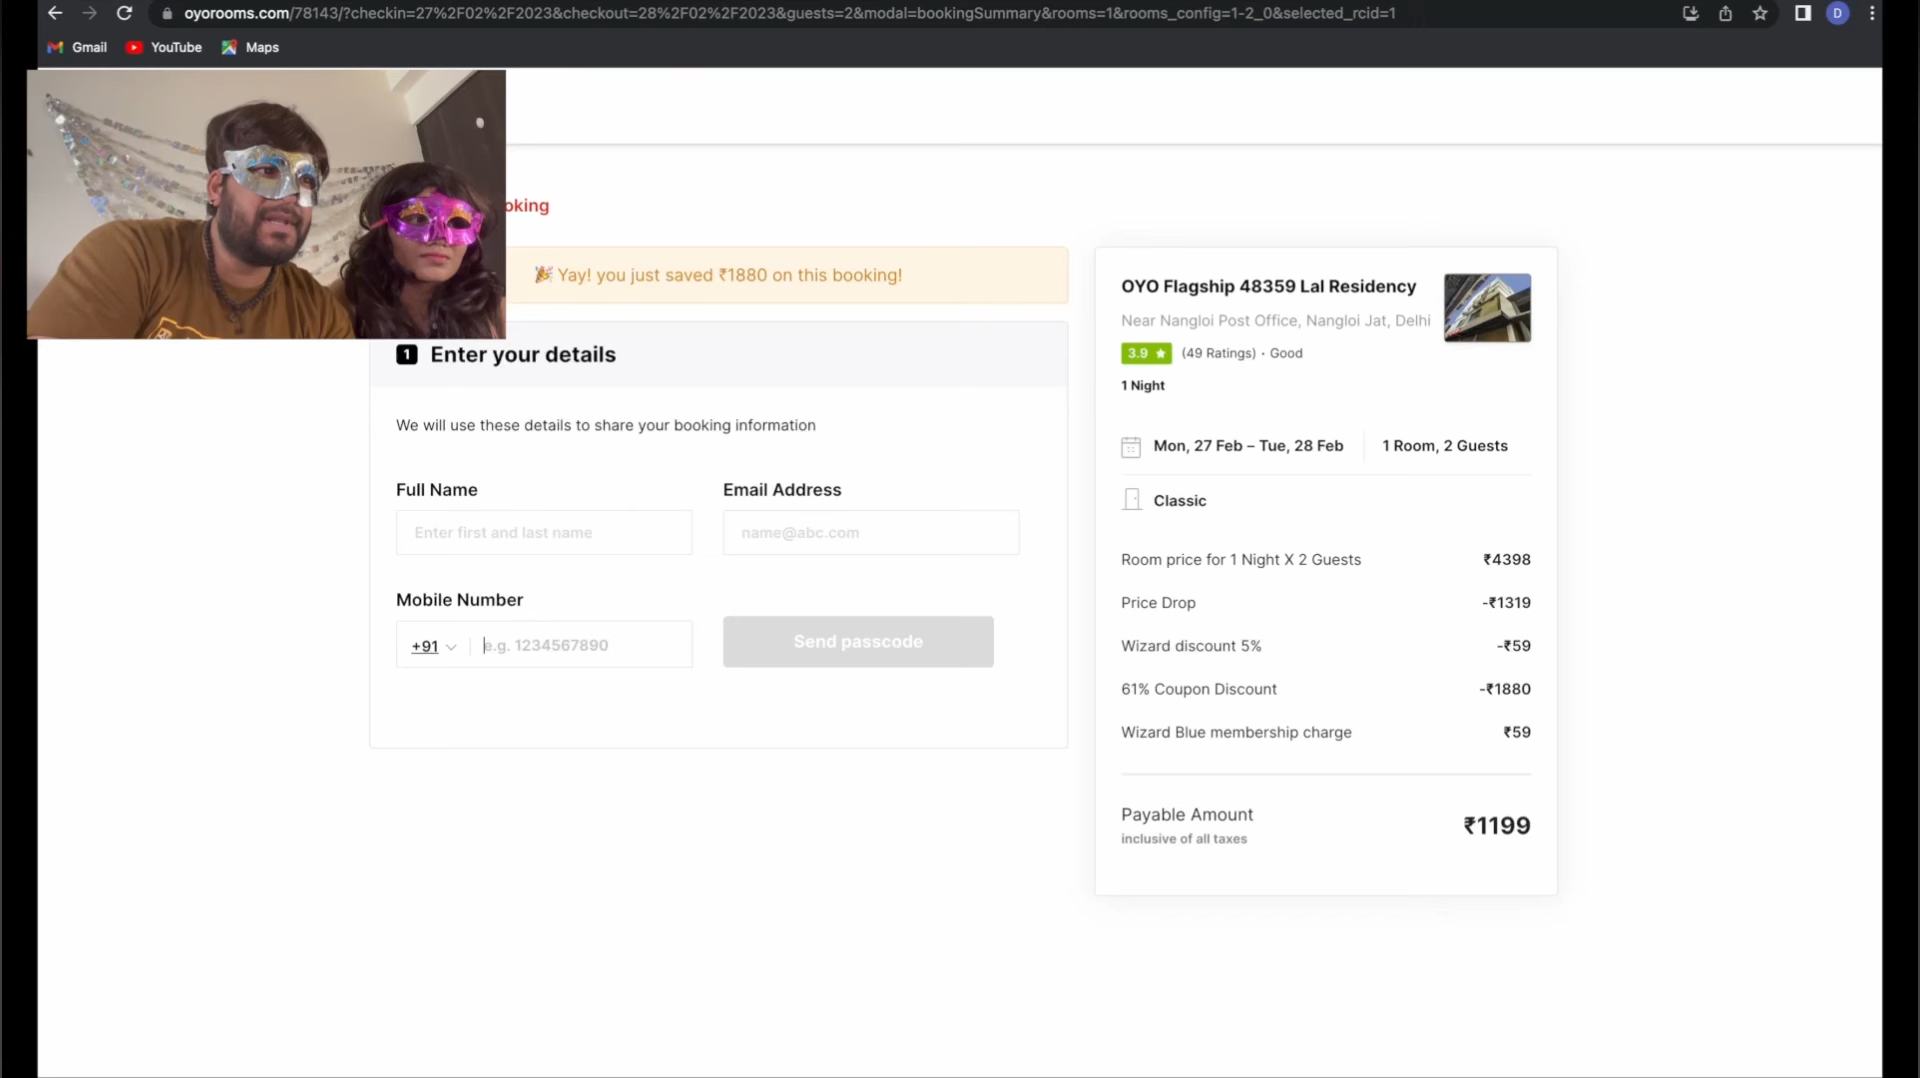 oyorooms.com/78143/?checkin=27%2F02%2F2023&checkout=28%2F02%2F2023&guests=2&modal=bookingSummary&rooms=1&rooms_config=1-2_0&selected_rcid=1
D
Gmail YouTube Maps
oking
Yay! you just saved ₹1880 on this booking!
1 Enter your details
We will use these details to share your booking information
Full Name Email Address
Enter first and last name name@abc.com
Mobile Number
+91 e.g. 1234567890 Send passcode
OYO Flagship 48359 Lal Residency
Near Nangloi Post Office, Nangloi Jat, Delhi
3.9 ★ (49 Ratings) · Good
1 Night
Mon, 27 Feb – Tue, 28 Feb 1 Room, 2 Guests
Classic
Room price for 1 Night X 2 Guests ₹4398
Price Drop -₹1319
Wizard discount 5% -₹59
61% Coupon Discount -₹1880
Wizard Blue membership charge ₹59
Payable Amount ₹1199
inclusive of all taxes